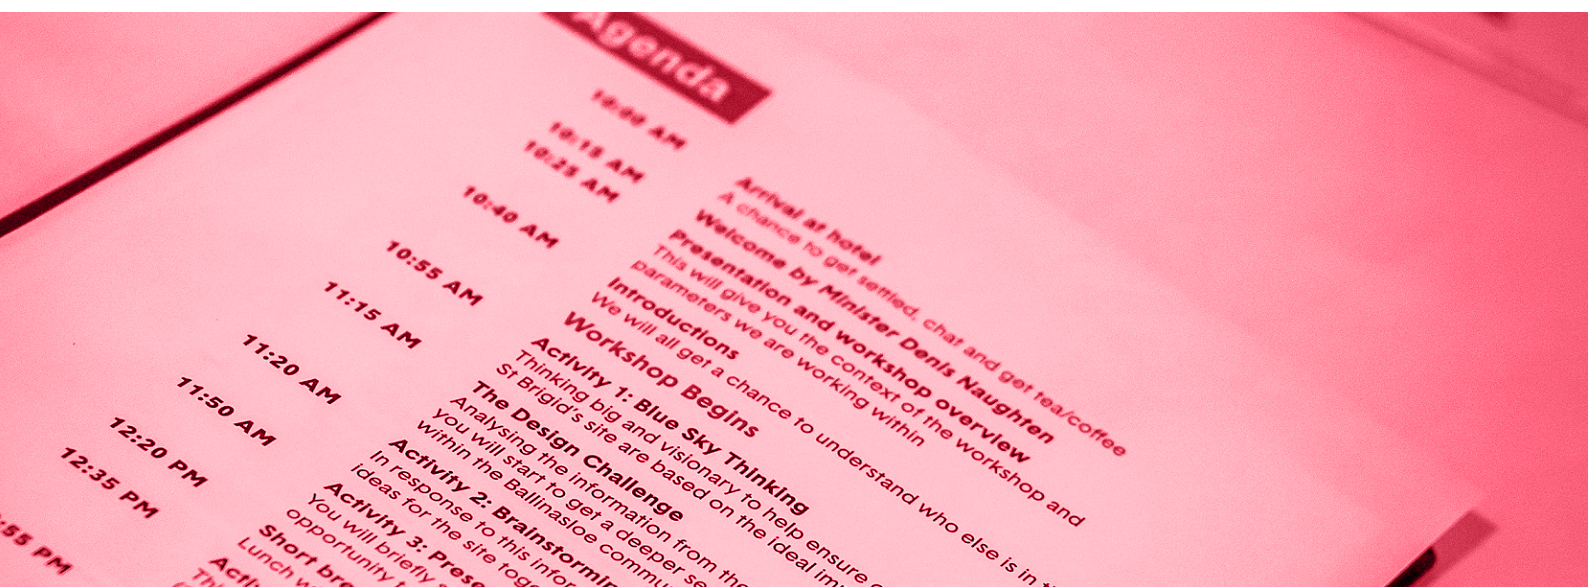 Agenda
10:00 AM
10:15 AM
10:25 AM
10:40 AM
10:55 AM
11:15 AM
11:20 AM
11:50 AM
12:20 PM
12:35 PM
:55 PM
Arrival at hotel
A chance to get settled, chat and get tea/coffee
Welcome by Minister Denis Naughten
Presentation and workshop overview
This will give you the context of the workshop and
parameters we are working within
Introductions
We will all get a chance to understand who else is in
Workshop Begins
Activity 1: Blue Sky Thinking
Thinking big and visionary to help ensure
St Brigid's site are based on the ideal
The Design Challenge
Analysing the information from the
you will start to get a deeper
within the Ballinasloe
Activity 2:
In response to this
ideas for the site
Activity 3:
You will briefly
opportunity
Short
Lunch